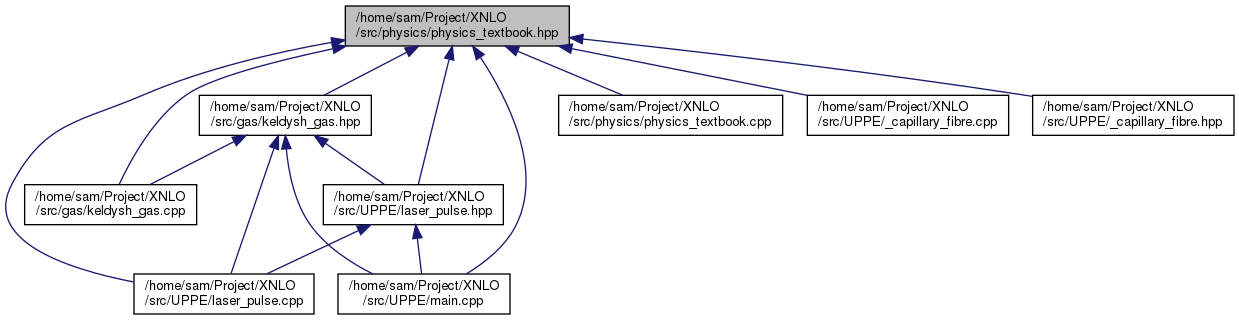 /home/sam/Project/XNLO
/src/physics/physics_textbook.hpp
/home/sam/Project/XNLO
/src/gas/keldysh_gas.hpp
/home/sam/Project/XNLO
/src/physics/physics_textbook.cpp
/home/sam/Project/XNLO
/src/UPPE/_capillary_fibre.cpp
/home/sam/Project/XNLO
/src/UPPE/_capillary_fibre.hpp
/home/sam/Project/XNLO
/src/gas/keldysh_gas.cpp
/home/sam/Project/XNLO
/src/UPPE/laser_pulse.hpp
/home/sam/Project/XNLO
/src/UPPE/laser_pulse.cpp
/home/sam/Project/XNLO
/src/UPPE/main.cpp